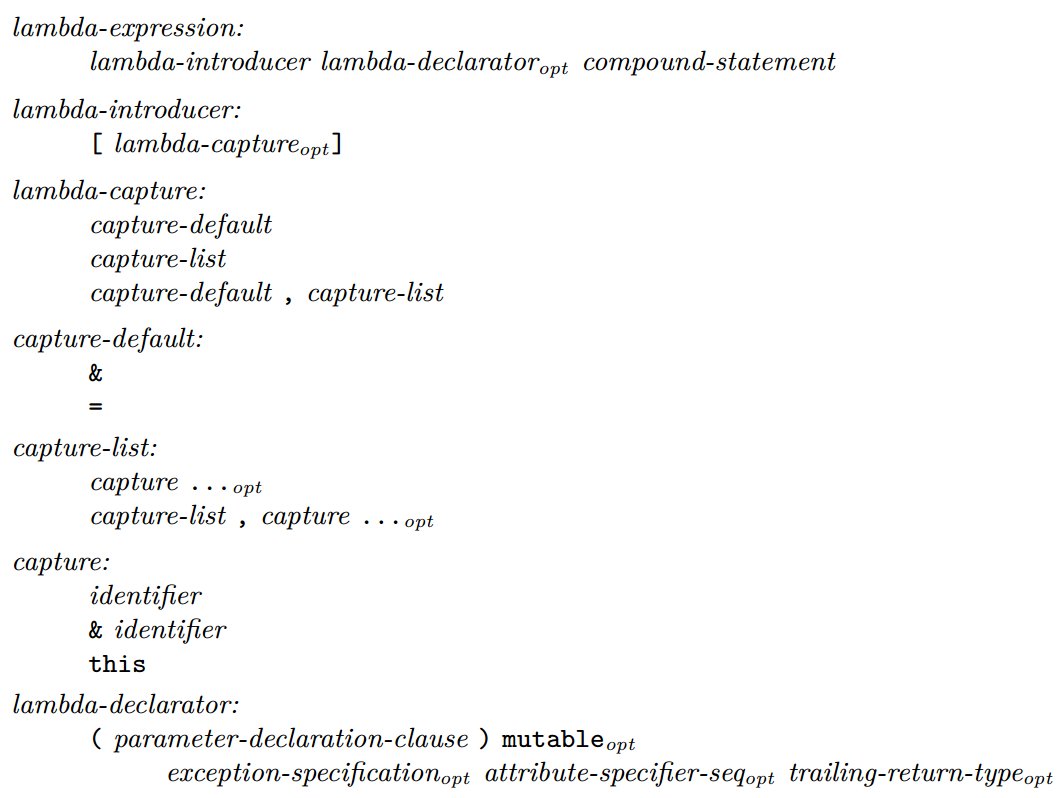 lambda-expression:
lambda-introducer lambda-declarator opt compound-statement
lambda-introducer:
[ lambda-capture opt ]
lambda-capture:
capture-default
capture-list
capture-default , capture-list
capture-default:
&
=
capture-list:
capture ... opt
capture-list , capture ... opt
capture:
identifier
& identifier
this
lambda-declarator:
( parameter-declaration-clause ) mutable opt
exception-specification opt attribute-specifier-seq opt trailing-return-type opt